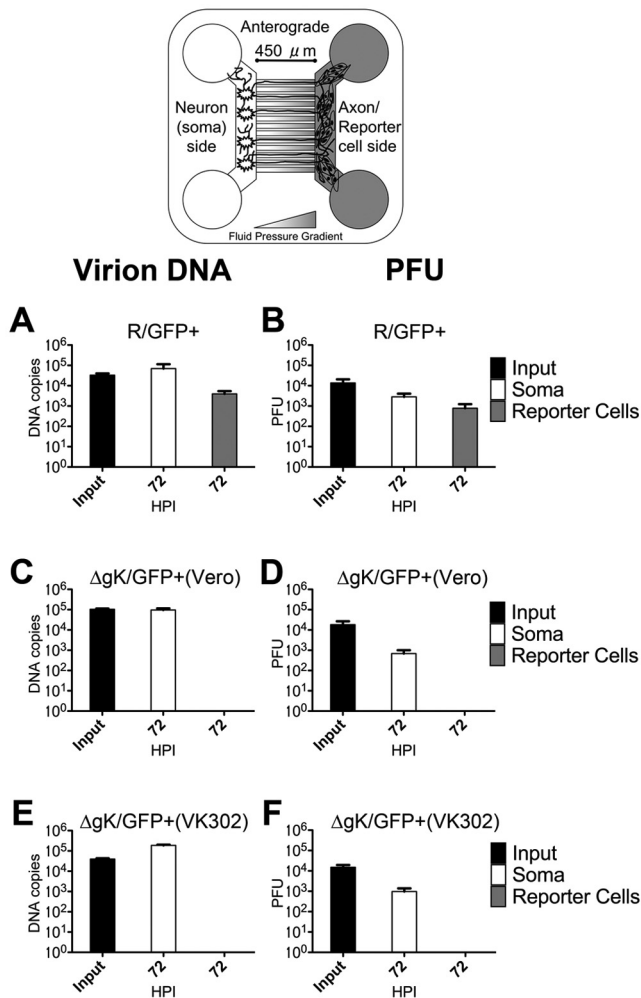 Anterograde
450 μm
Neuron
(soma)
side
Axon/
Reporter
cell side
Fluid Pressure Gradient
Virion DNA
PFU
A
R/GFP+
DNA copies
10⁶
10⁵
10⁴
10³
10²
10¹
10⁰
Input
72
72
HPI
B
R/GFP+
PFU
10⁶
10⁵
10⁴
10³
10²
10¹
10⁰
Input
72
72
HPI
Input
Soma
Reporter Cells
C
ΔgK/GFP+(Vero)
DNA copies
10⁶
10⁵
10⁴
10³
10²
10¹
10⁰
Input
72
72
HPI
D
ΔgK/GFP+(Vero)
PFU
10⁶
10⁵
10⁴
10³
10²
10¹
10⁰
Input
72
72
HPI
Input
Soma
Reporter Cells
E
ΔgK/GFP+(VK302)
DNA copies
10⁶
10⁵
10⁴
10³
10²
10¹
10⁰
Input
72
72
HPI
F
ΔgK/GFP+(VK302)
PFU
10⁶
10⁵
10⁴
10³
10²
10¹
10⁰
Input
72
72
HPI
Input
Soma
Reporter Cells